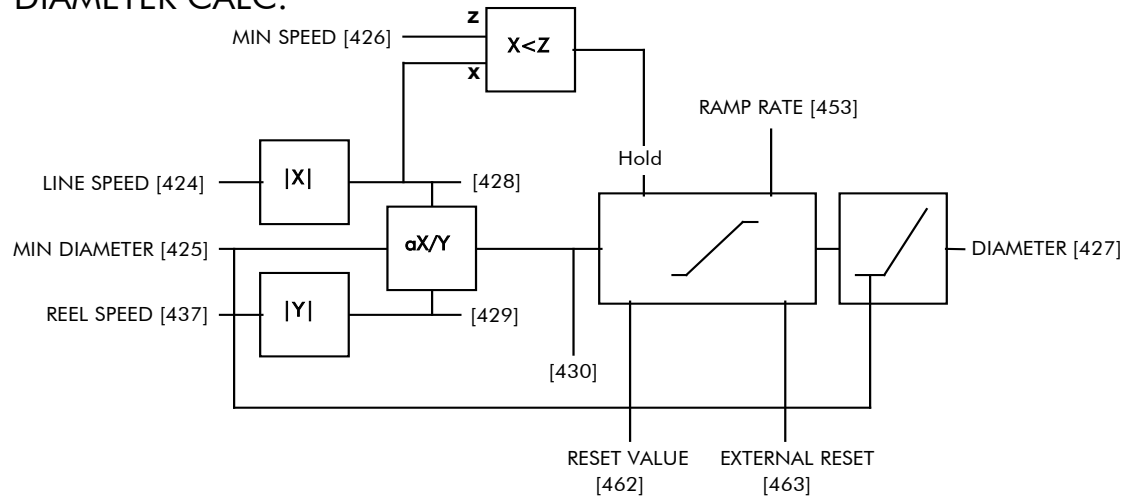 DIAMETER CALC.
MIN SPEED [426]
z
x
X<Z
RAMP RATE [453]
Hold
LINE SPEED [424]
|X|
[428]
MIN DIAMETER [425]
aX/Y
DIAMETER [427]
REEL SPEED [437]
|Y|
[429]
[430]
RESET VALUE
[462]
EXTERNAL RESET
[463]